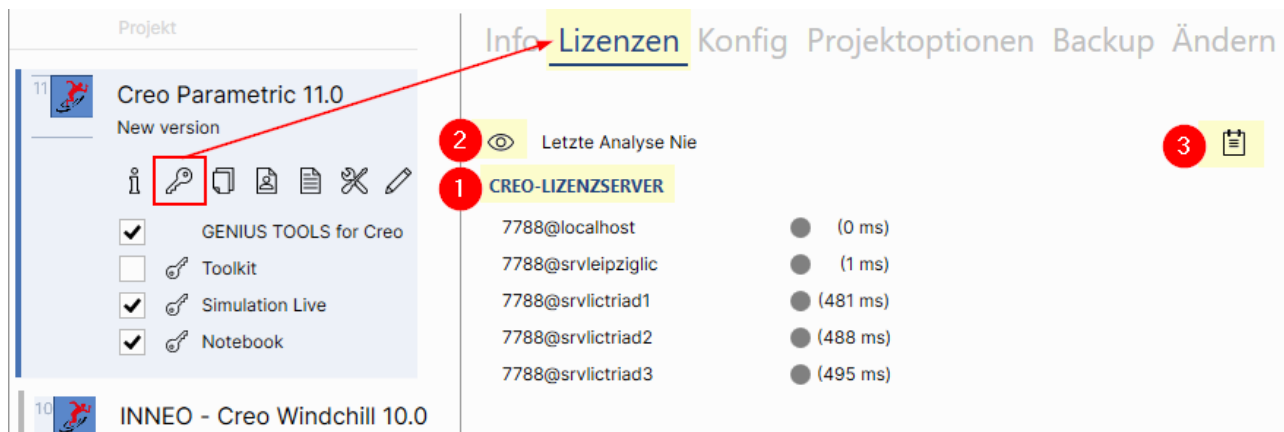 Projekt
11
Creo Parametric 11.0
New version
GENIUS TOOLS for Creo
Toolkit
Simulation Live
Notebook
10
INNEO - Creo Windchill 10.0
Info Lizenzen Konfig Projektoptionen Backup Ändern
2 Letzte Analyse Nie 3
1 CREO-LIZENZSERVER
7788@localhost (0 ms)
7788@srvleipziglic (1 ms)
7788@srvlictriad1 (481 ms)
7788@srvlictriad2 (488 ms)
7788@srvlictriad3 (495 ms)